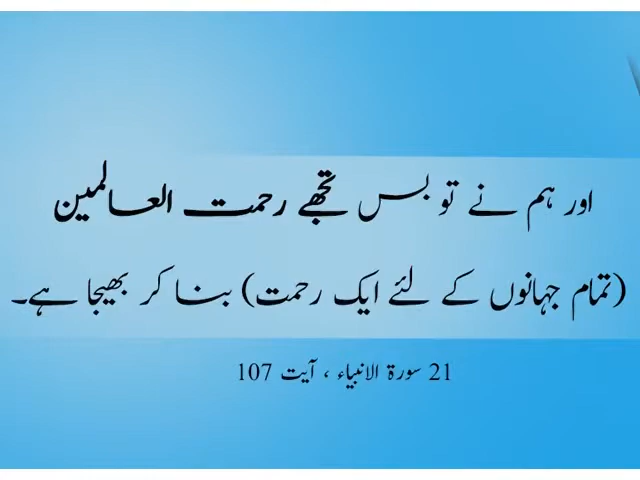 اور ہم نے تو بس تجھے رحمت العالمین
(تمام جہانوں کے لئے ایک رحمت) بنا کر بھیجا ہے۔
21 سورة الانبیاء ، آیت 107